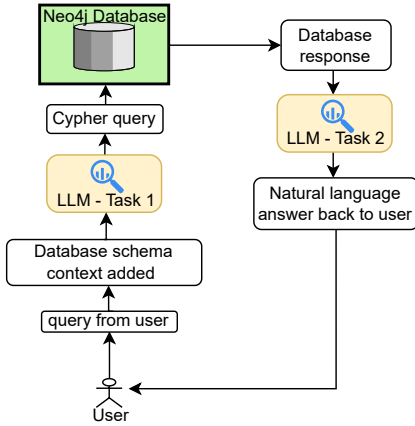 Neo4j Database
Database
response
Cypher query
LLM - Task 1
LLM - Task 2
Natural language
answer back to user
Database schema
context added
query from user
User